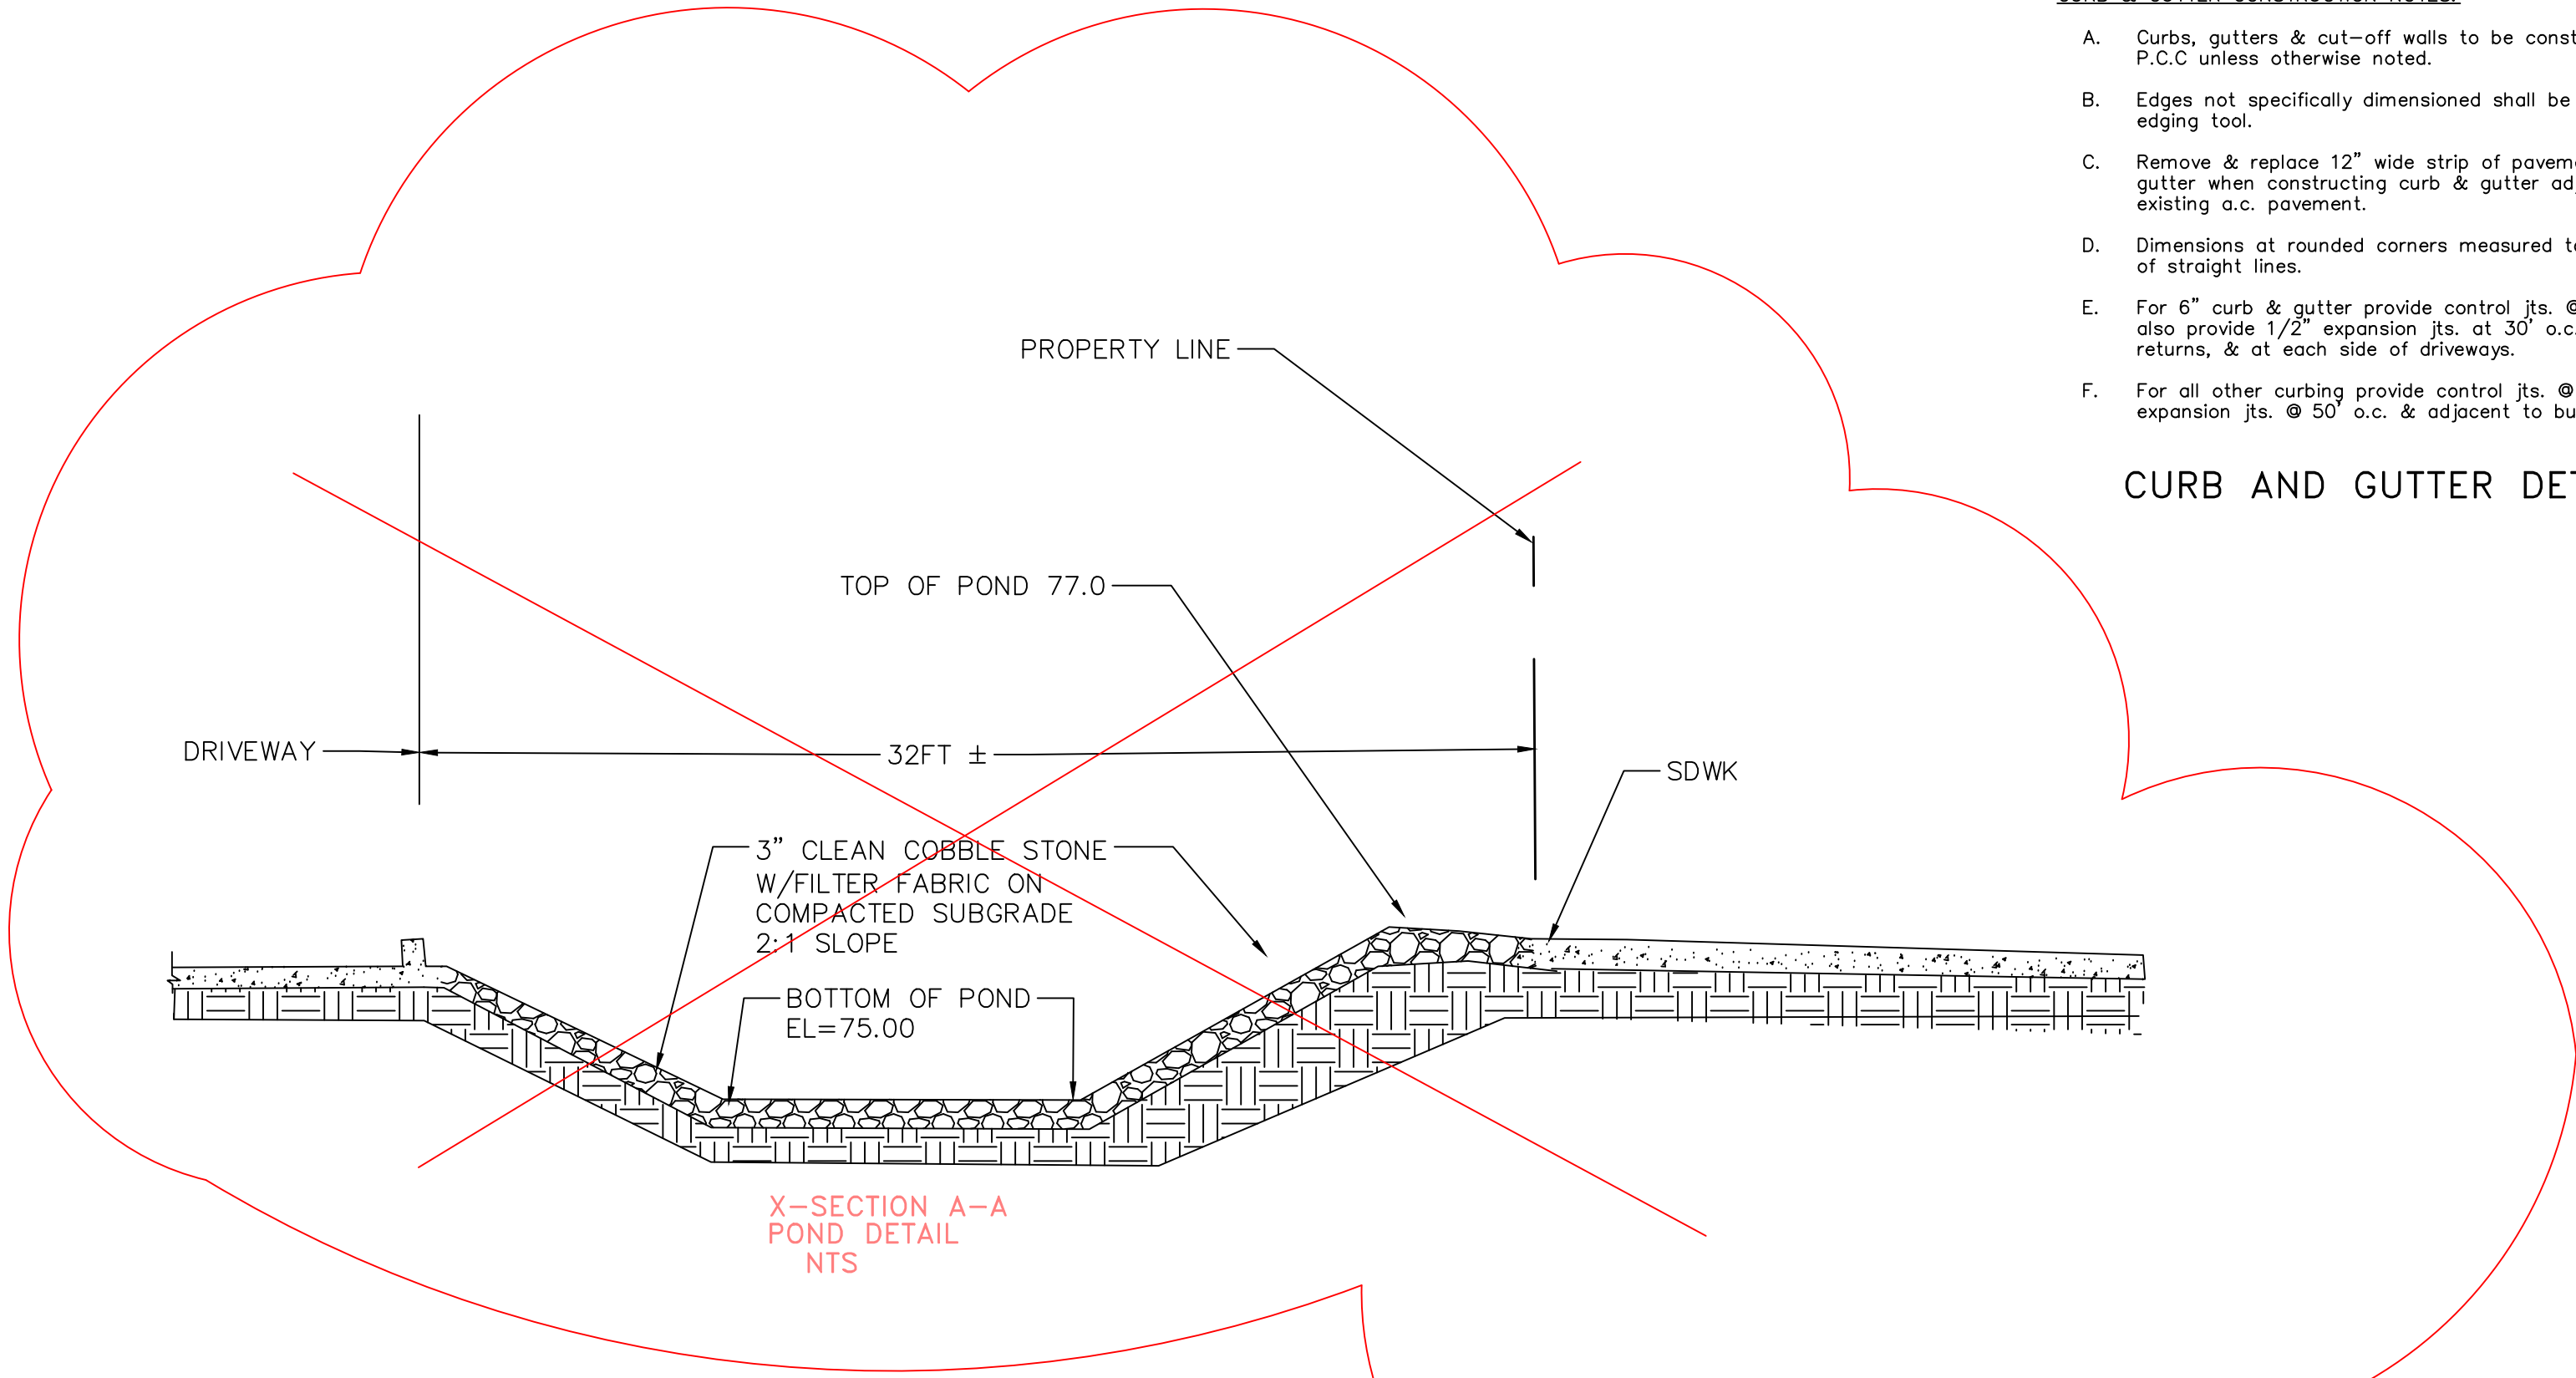 CURB & GUTTER CONSTRUCTION NOTES:
A. Curbs, gutters & cut-off walls to be
P.C.C unless otherwise noted.
B. Edges not specifically dimensioned shall be
edging tool.
C. Remove & replace 12" wide strip of
gutter when constructing curb & gutter
existing a.c. pavement.
D. Dimensions at rounded corners measured
of straight lines.
E. For 6" curb & gutter provide control jts. @
also provide 1/2" expansion jts. at 30' o.c.
returns, & at each side of driveways.
F. For all other curbing provide control jts. @
expansion jts. @ 50' o.c. & adjacent to
CURB AND GUTTER
PROPERTY LINE
TOP OF POND 77.0
DRIVEWAY
32FT ±
SDWK
3" CLEAN COBBLE STONE
W/FILTER FABRIC ON
COMPACTED SUBGRADE
2:1 SLOPE
BOTTOM OF POND
EL=75.00
X-SECTION A-A
POND DETAIL
NTS